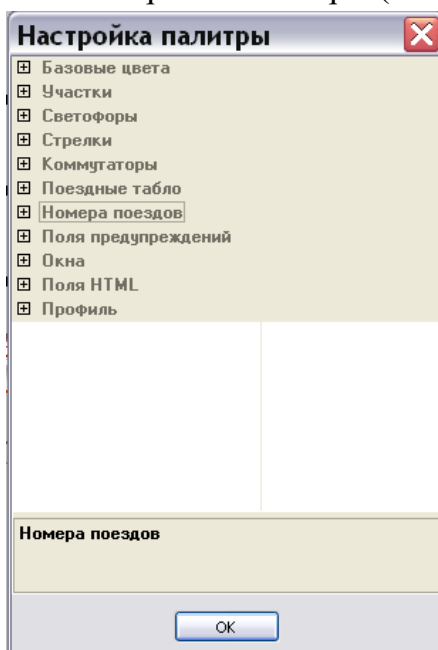 Настройка палитры
Базовые цвета
Участки
Светофоры
Стрелки
Коммутаторы
Поездные табло
Номера поездов
Поля предупреждений
Окна
Поля HTML
Профиль
Номера поездов
ОК